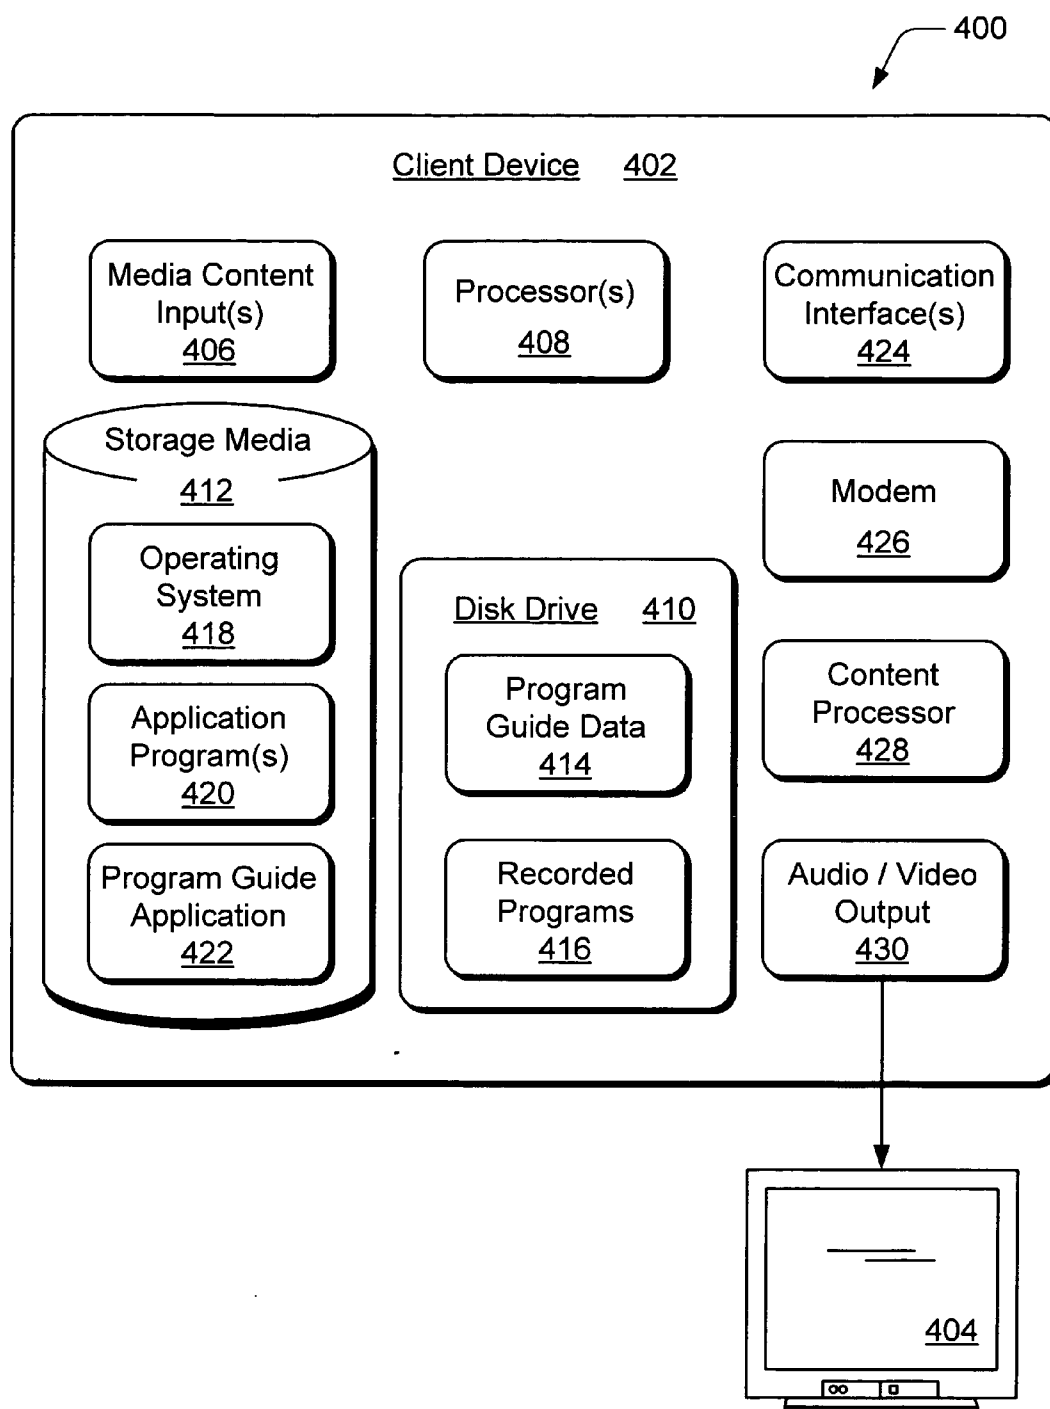 400
Client Device 402
Media Content
Input(s)
406
Processor(s)
408
Communication
Interface(s)
424
Storage Media
412
Operating
System
418
Application
Program(s)
420
Program Guide
Application
422
Disk Drive 410
Program
Guide Data
414
Recorded
Programs
416
Modem
426
Content
Processor
428
Audio / Video
Output
430
404